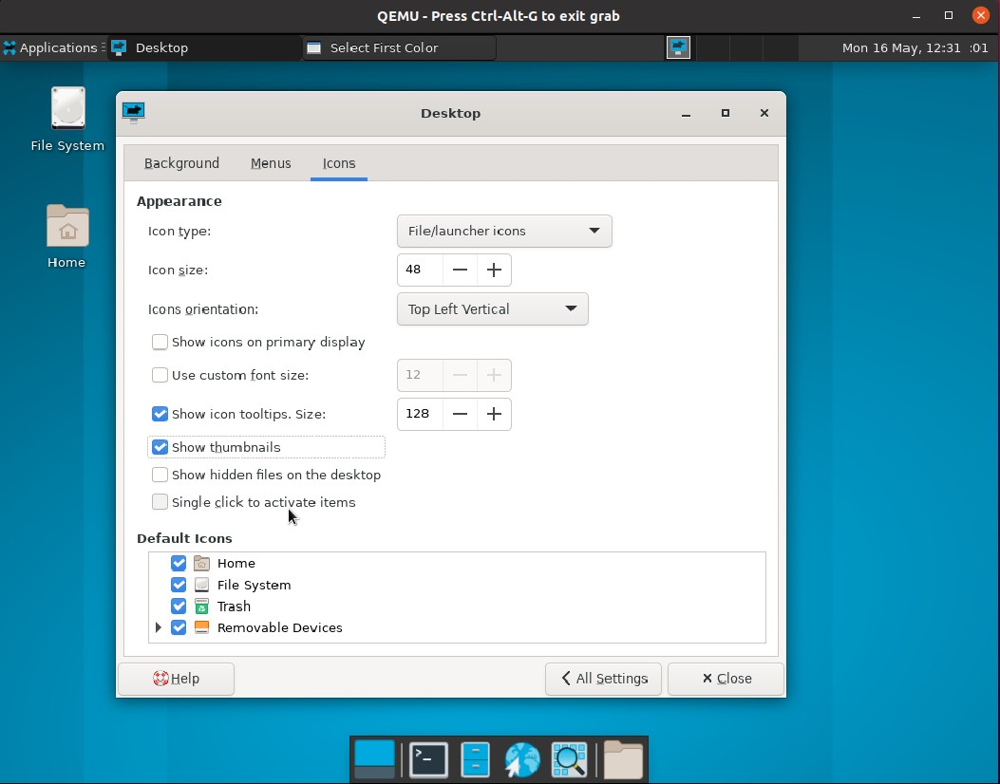 QEMU - Press Ctrl-Alt-G to exit grab
Applications Desktop Select First Color Mon 16 May, 12:31 :01
File System
Home
Desktop
Background Menus Icons
Appearance
Icon type: File/launcher icons
Icon size: 48
Icons orientation: Top Left Vertical
Show icons on primary display
Use custom font size: 12
Show icon tooltips. Size: 128
Show thumbnails
Show hidden files on the desktop
Single click to activate items
Default Icons
Home
File System
Trash
Removable Devices
Help All Settings Close